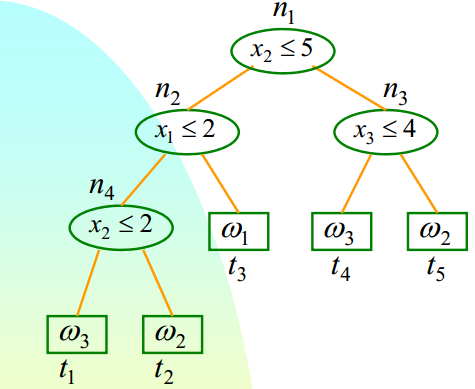 n₁
x₂ ≤ 5
n₂ n₃
x₁ ≤ 2 x₃ ≤ 4
n₄
x₂ ≤ 2 ω₁ ω₃ ω₂
t₃ t₄ t₅
ω₃ ω₂
t₁ t₂